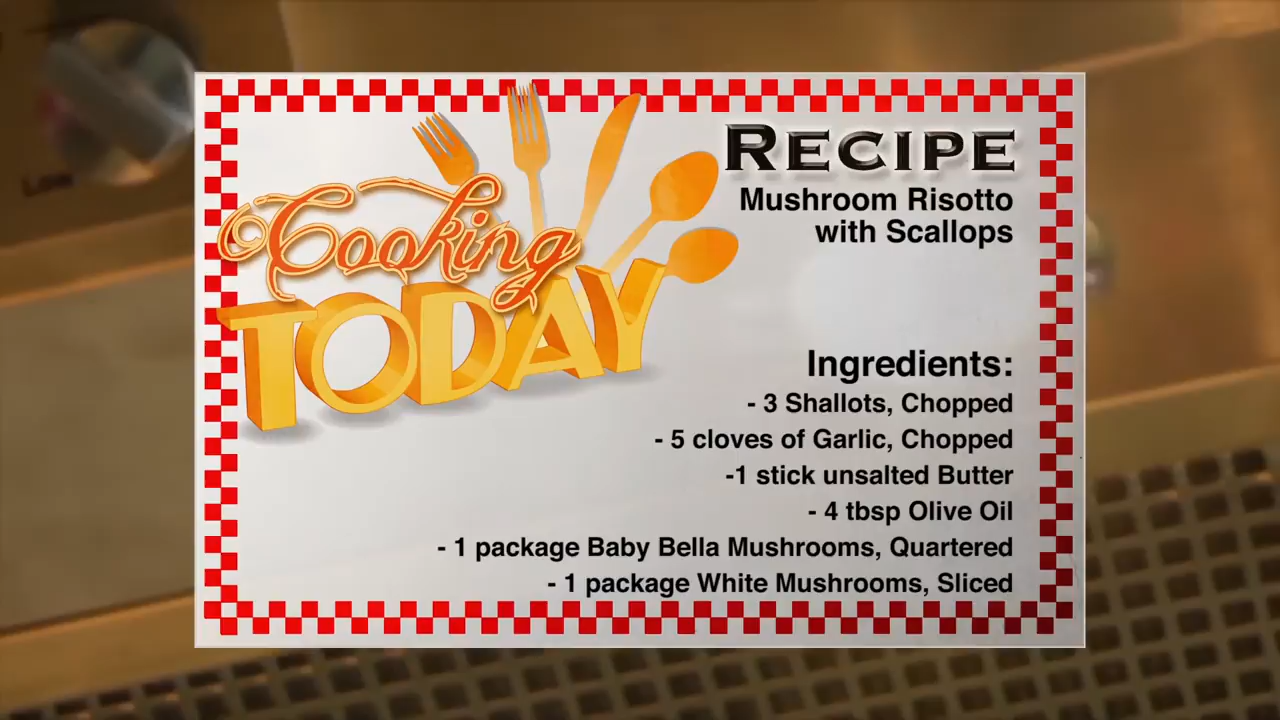 Cooking
TODAY
RECIPE
Mushroom Risotto
with Scallops
Ingredients:
- 3 Shallots, Chopped
- 5 cloves of Garlic, Chopped
-1 stick unsalted Butter
- 4 tbsp Olive Oil
- 1 package Baby Bella Mushrooms, Quartered
- 1 package White Mushrooms, Sliced